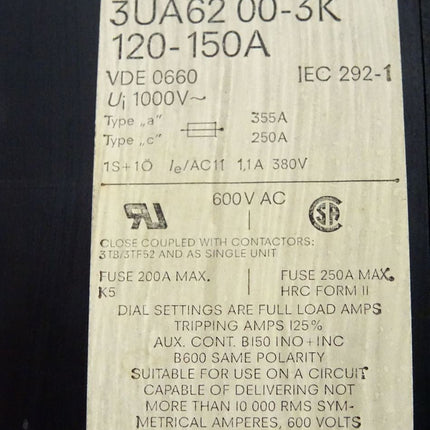 3UA62 00-3K
120-150A
VDE 0660 IEC 292-1
Ui 1000V~
Type „a" 355A
Type „c" 250A
1S+1Ö Ie/AC11 1,1A 380V
600V AC
CLOSE COUPLED WITH CONTACTORS:
3TB/3TF52 AND AS SINGLE UNIT
FUSE 200A MAX. FUSE 250A MAX.
K5 HRC FORM II
DIAL SETTINGS ARE FULL LOAD AMPS
TRIPPING AMPS 125%
AUX. CONT. B150 INO+INC
B600 SAME POLARITY
SUITABLE FOR USE ON A CIRCUIT
CAPABLE OF DELIVERING NOT
MORE THAN 10 000 RMS SYM-
METRICAL AMPERES, 600 VOLTS